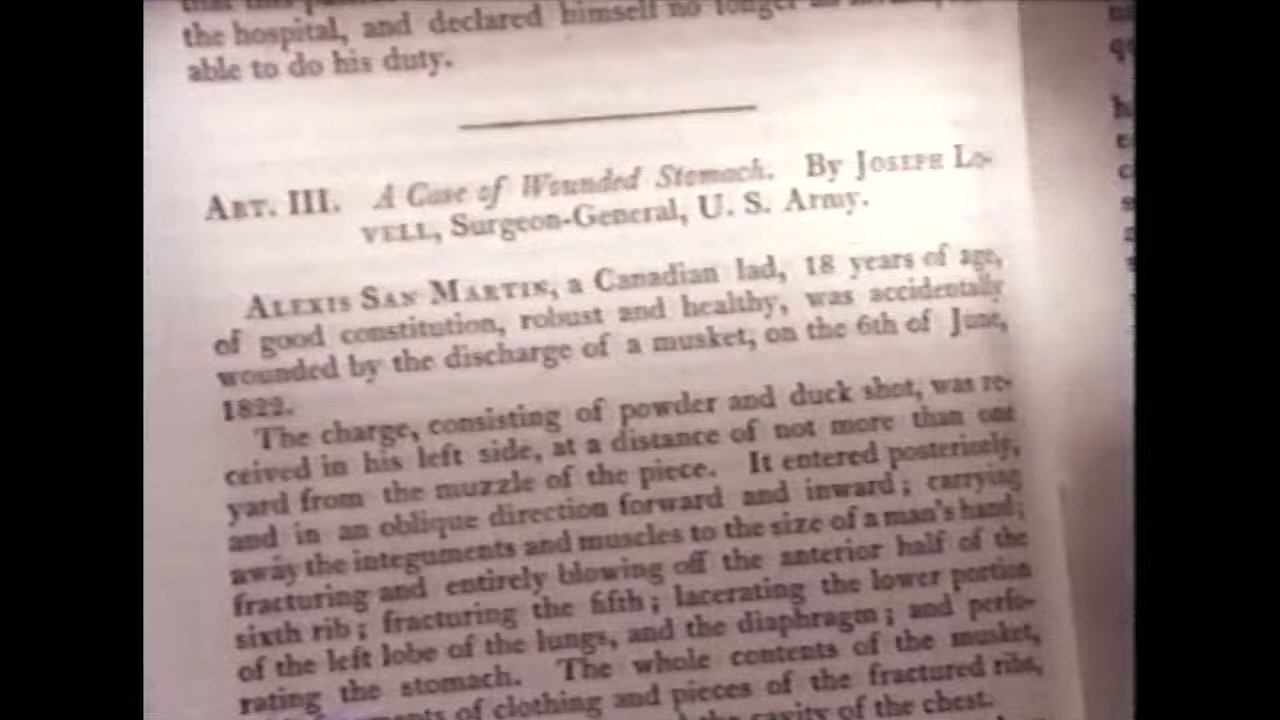 the hospital, and declared himself no longer
able to do his duty.
ART. III. A Case of Wounded Stomach. By JOSEPH LO-
VELL, Surgeon-General, U. S. Army.
ALEXIS SAN MARTIN, a Canadian lad, 18 years of age,
of good constitution, robust and healthy, was accidentally
wounded by the discharge of a musket, on the 6th of June,
1822.
The charge, consisting of powder and duck shot, was re-
ceived in his left side, at a distance of not more than one
yard from the muzzle of the piece. It entered posteriorly,
and in an oblique direction forward and inward; carrying
away the integuments and muscles to the size of a man's hand;
fracturing and entirely blowing off the anterior half of the
sixth rib; fracturing the fifth; lacerating the lower portion
of the left lobe of the lungs, and the diaphragm; and perfo-
rating the stomach. The whole contents of the musket,
of clothing and pieces of the fractured ribs,
the cavity of the chest.